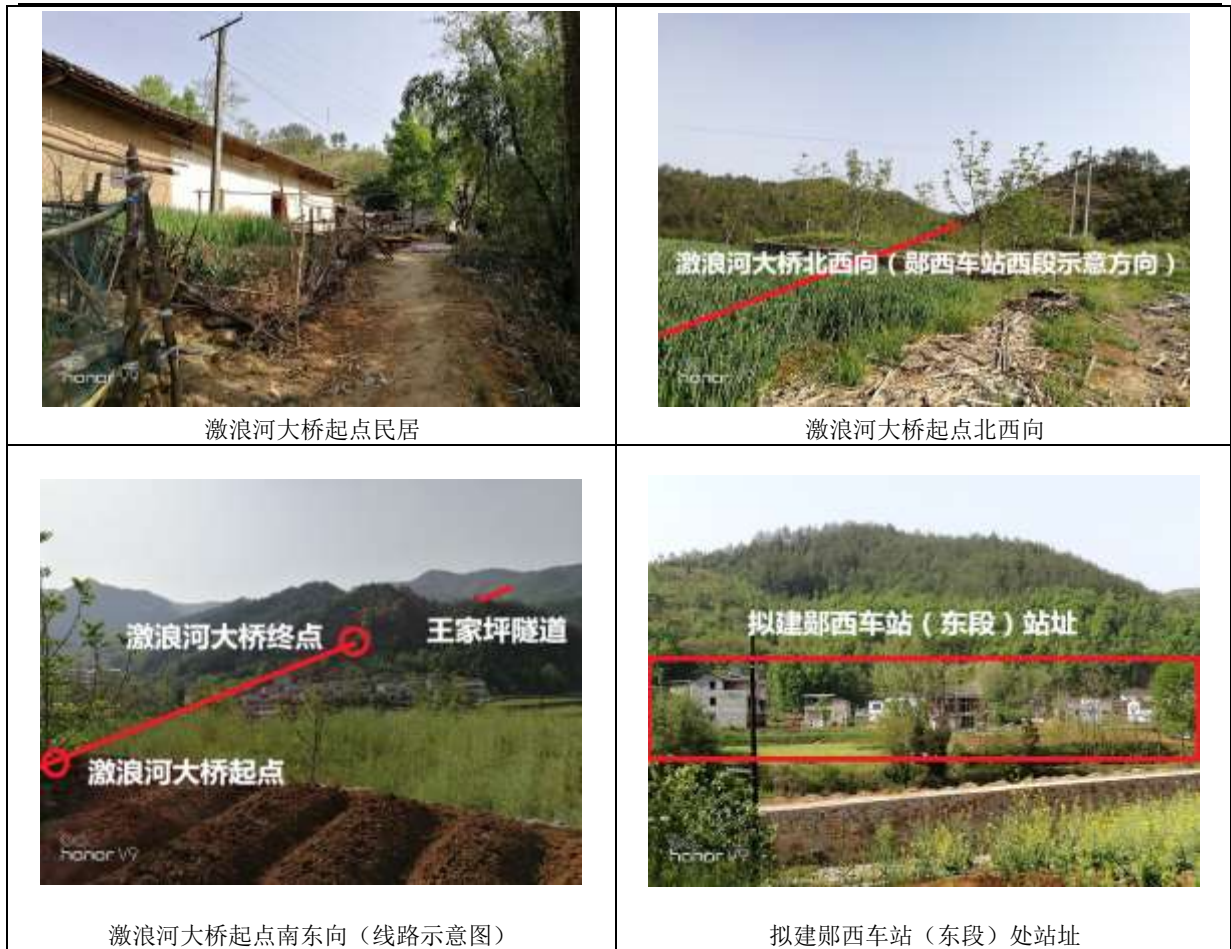 honor V9
激浪河大桥起点民居
激浪河大桥北西向（郧西车站西段示意方向）
honor V9
激浪河大桥起点北西向
激浪河大桥终点
王家坪隧道
激浪河大桥起点
honor V9
激浪河大桥起点南东向（线路示意图）
拟建郧西车站（东段）站址
honor V9
拟建郧西车站（东段）处站址